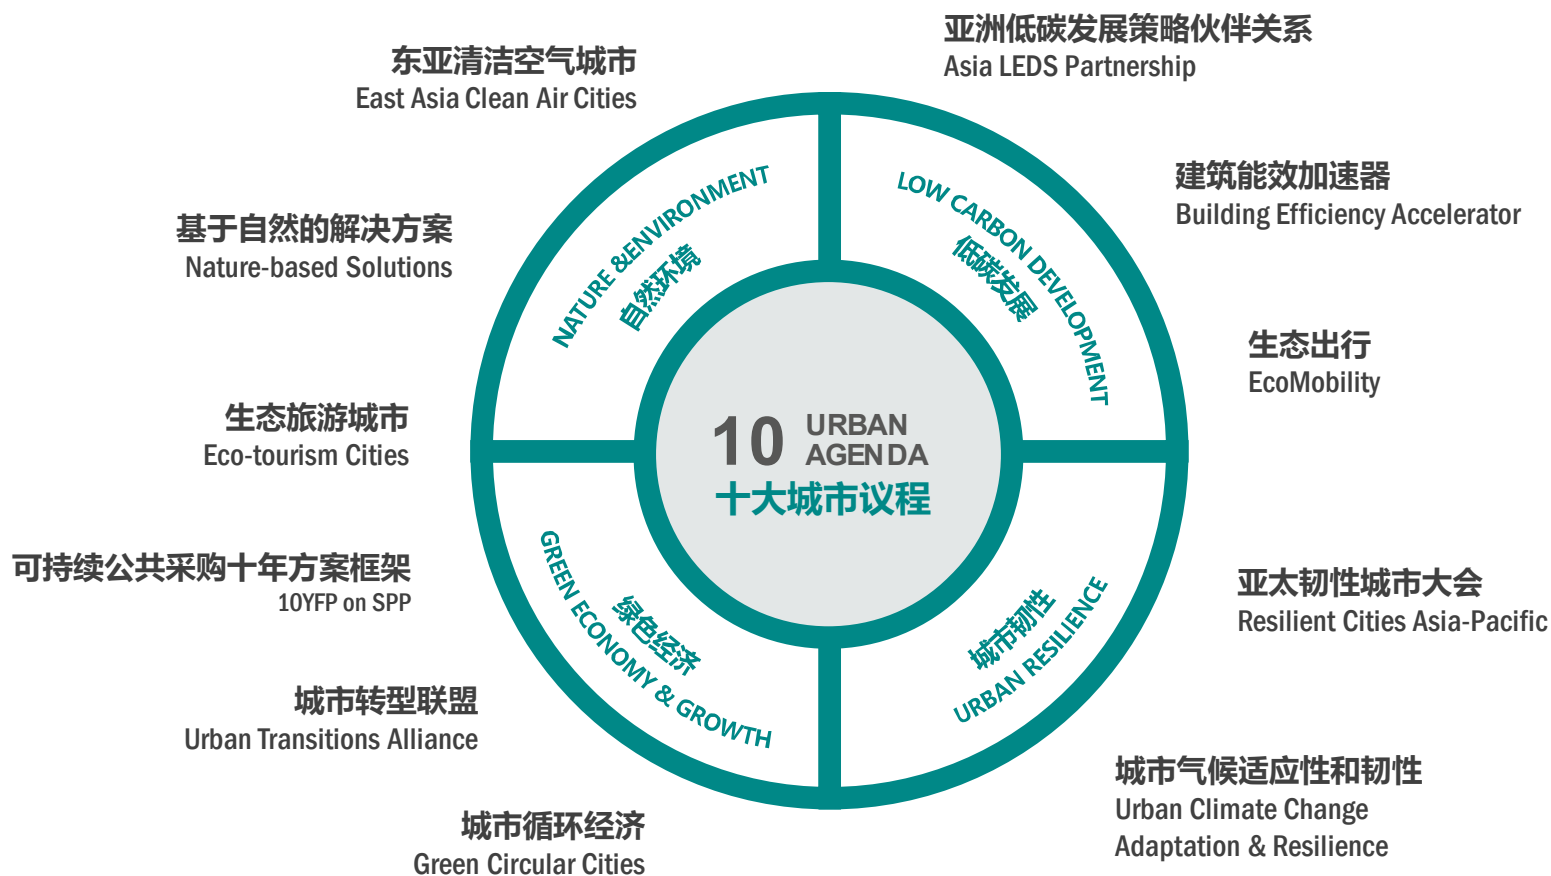 亚洲低碳发展策略伙伴关系
Asia LEDS Partnership
东亚清洁空气城市
East Asia Clean Air Cities
建筑能效加速器
Building Efficiency Accelerator
基于自然的解决方案
Nature-based Solutions
生态出行
EcoMobility
生态旅游城市
Eco-tourism Cities
NATURE &ENVIRONMENT
自然环境
LOW CARBON DEVELOPMENT
低碳发展
10 URBAN
AGENDA
十大城市议程
绿色经济
GREEN ECONOMY & GROWTH
城市韧性
URBAN RESILIENCE
可持续公共采购十年方案框架
10YFP on SPP
亚太韧性城市大会
Resilient Cities Asia-Pacific
城市转型联盟
Urban Transitions Alliance
城市气候适应性和韧性
Urban Climate Change
Adaptation & Resilience
城市循环经济
Green Circular Cities